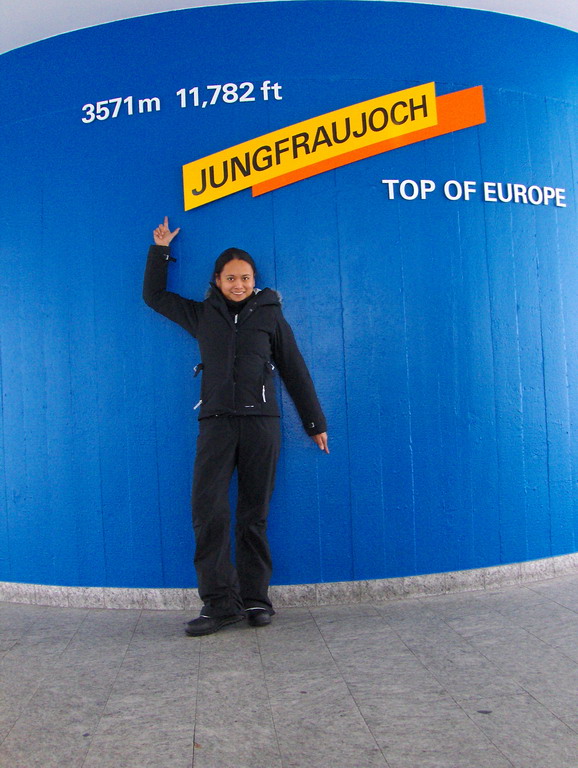 3571m 11,782 ft
JUNGFRAUJOCH
TOP OF EUROPE